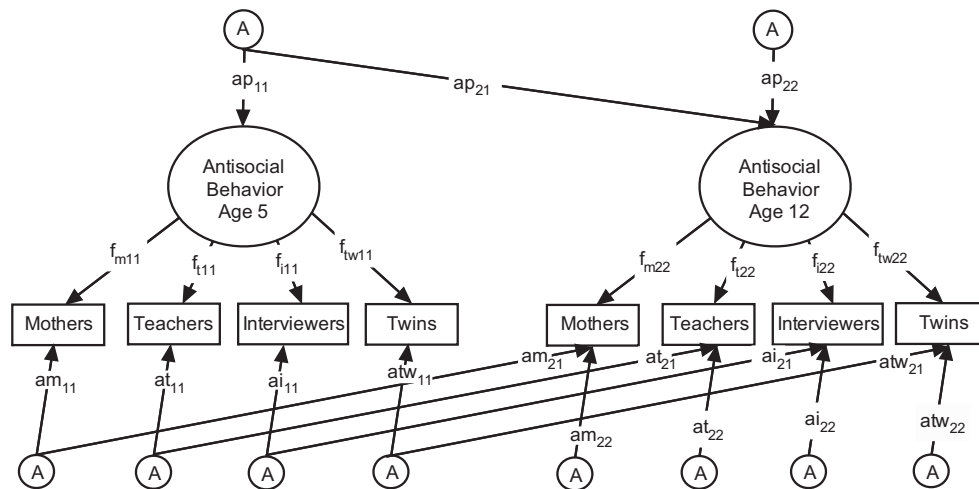 A A
ap11 ap21 ap22
Antisocial
Behavior
Age 5
Antisocial
Behavior
Age 12
fm11 ft11 fi11 ftw11 fm22 ft22 fi22 ftw22
Mothers Teachers Interviewers Twins Mothers Teachers Interviewers Twins
am11 at11 ai11 atw11 am21 at21 ai21 atw21
am22 at22 ai22 atw22
A A A A A A A A